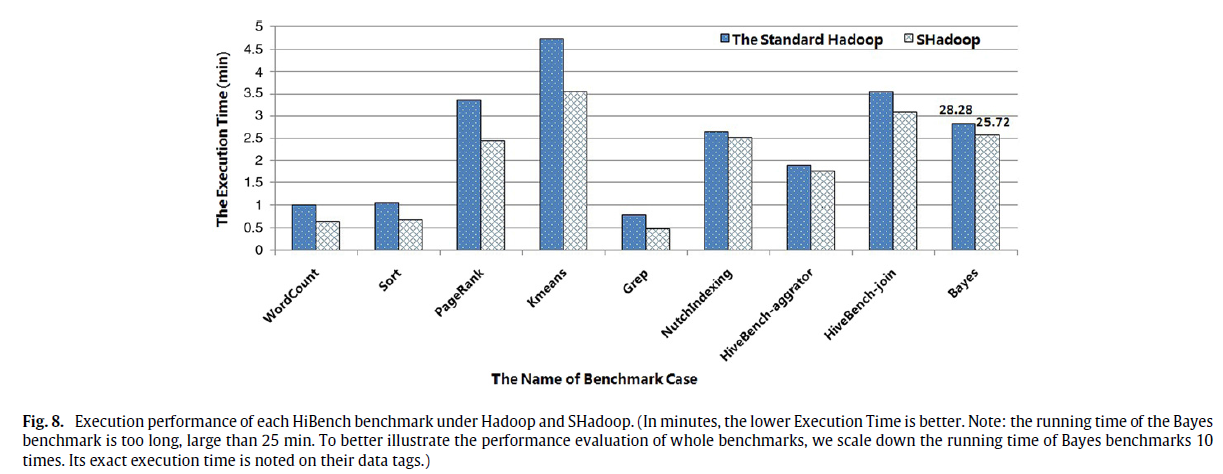 The Execution Time (min)
5
4.5
4
3.5
3
2.5
2
1.5
1
0.5
0
The Standard Hadoop
SHadoop
28.28
25.72
WordCount
Sort
PageRank
Kmeans
Grep
NutchIndexing
HiveBench-aggrator
HiveBench-join
Bayes
The Name of Benchmark Case
Fig. 8. Execution performance of each HiBench benchmark under Hadoop and SHadoop. (In minutes, the lower Execution Time is better. Note: the running time of the Bayes
benchmark is too long, large than 25 min. To better illustrate the performance evaluation of whole benchmarks, we scale down the running time of Bayes benchmarks 10
times. Its exact execution time is noted on their data tags.)